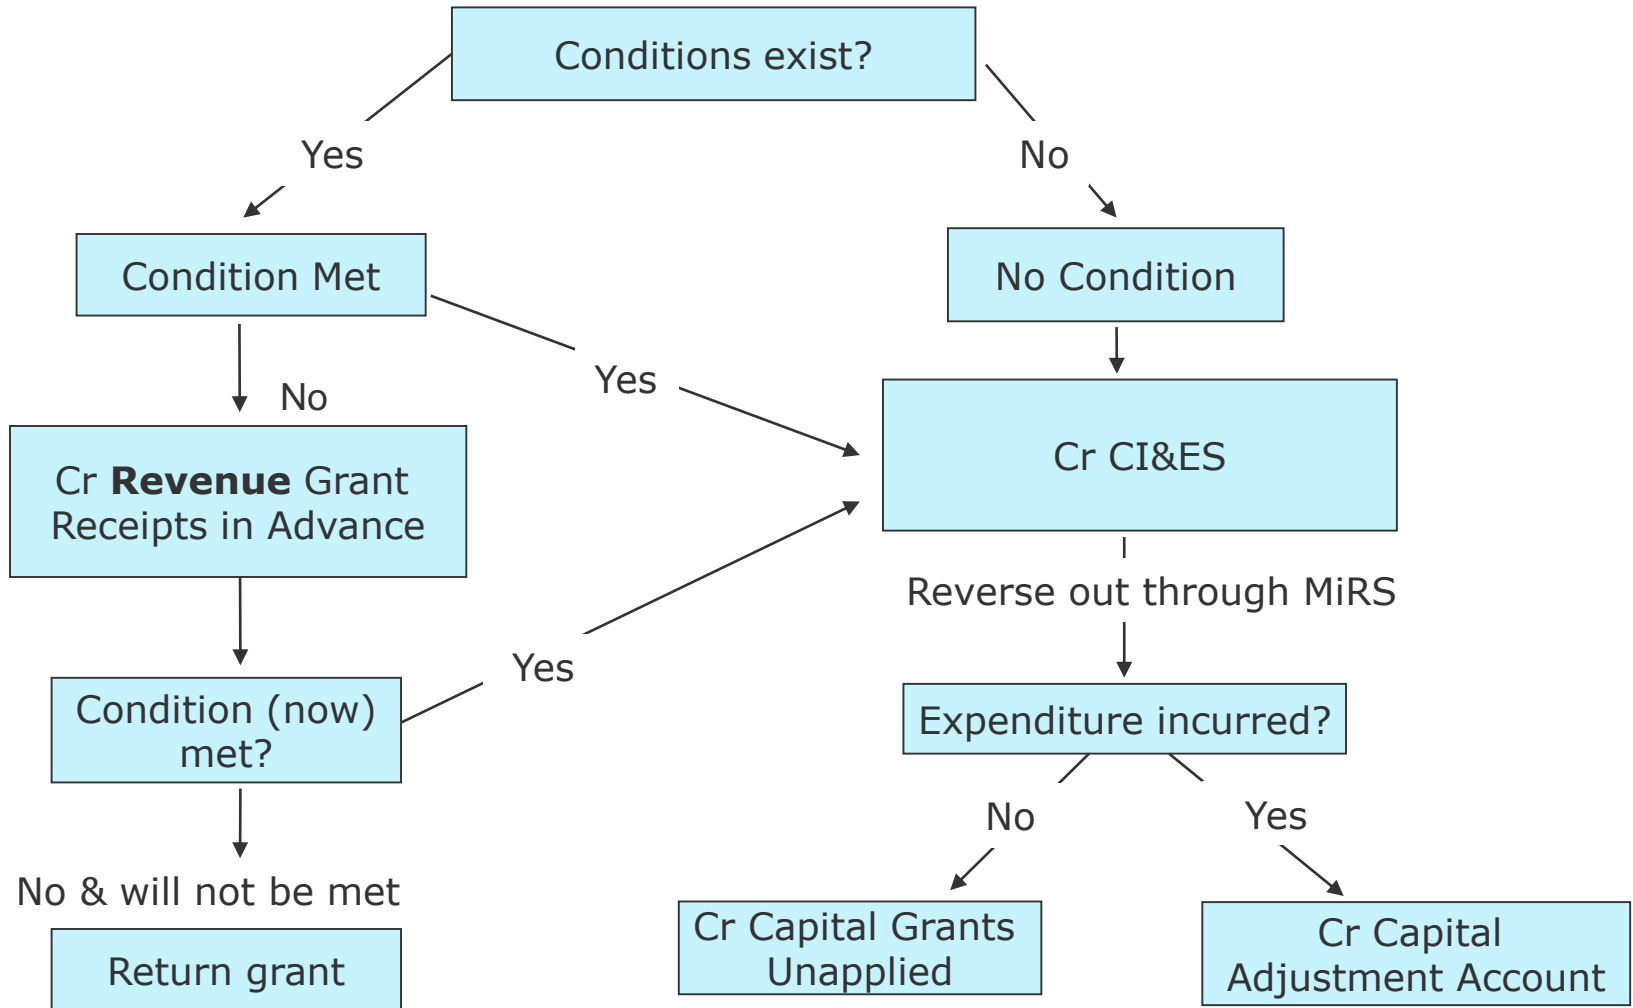 Conditions exist?
Yes
No
Condition Met
No Condition
Yes
No
Cr Revenue Grant
Receipts in Advance
Cr CI&ES
Reverse out through MiRS
Yes
Condition (now)
met?
Expenditure incurred?
No
Yes
No & will not be met
Return grant
Cr Capital Grants
Unapplied
Cr Capital
Adjustment Account